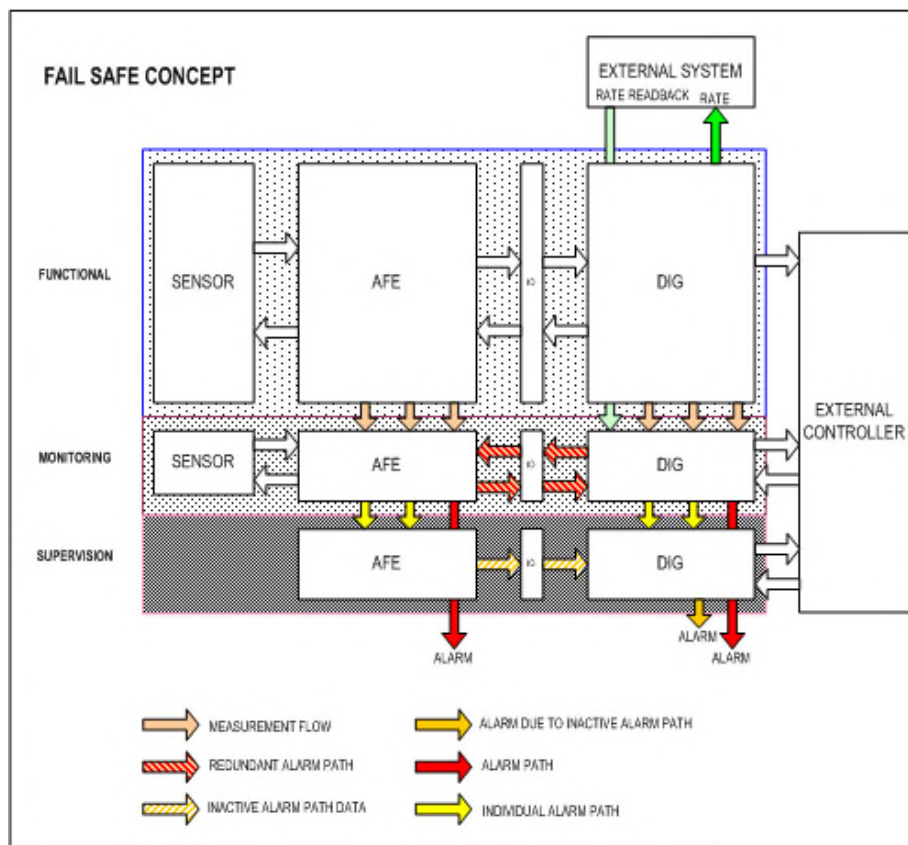 FAIL SAFE CONCEPT
EXTERNAL SYSTEM
RATE READBACK RATE
FUNCTIONAL
SENSOR
AFE
DIG
EXTERNAL
CONTROLLER
MONITORING
SENSOR
AFE
DIG
SUPERVISION
AFE
DIG
ALARM
ALARM
ALARM
MEASUREMENT FLOW
ALARM DUE TO INACTIVE ALARM PATH
REDUNDANT ALARM PATH
ALARM PATH
INACTIVE ALARM PATH DATA
INDIVIDUAL ALARM PATH